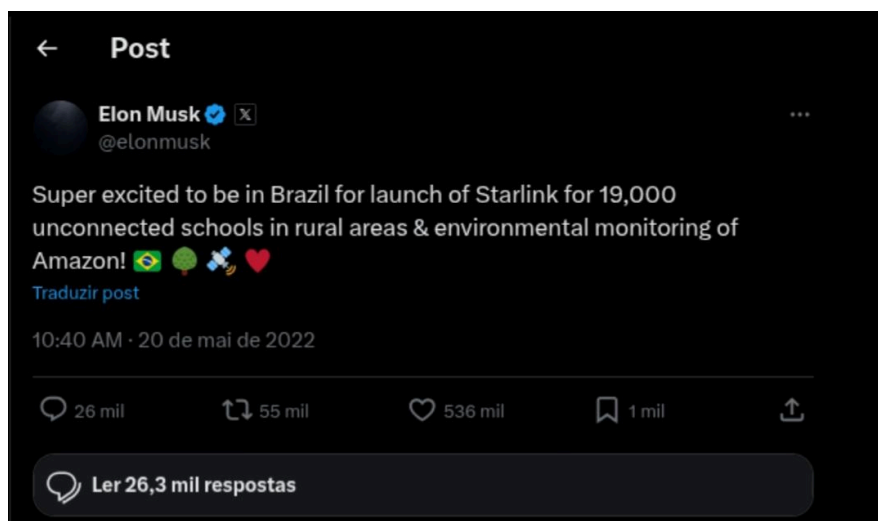 Post
Elon Musk
@elonmusk
Super excited to be in Brazil for launch of Starlink for 19,000
unconnected schools in rural areas & environmental monitoring of
Amazon! 🇧🇷 🌳 🛰️ ♥️
Traduzir post
10:40 AM · 20 de mai de 2022
26 mil 55 mil 536 mil 1 mil
Ler 26,3 mil respostas